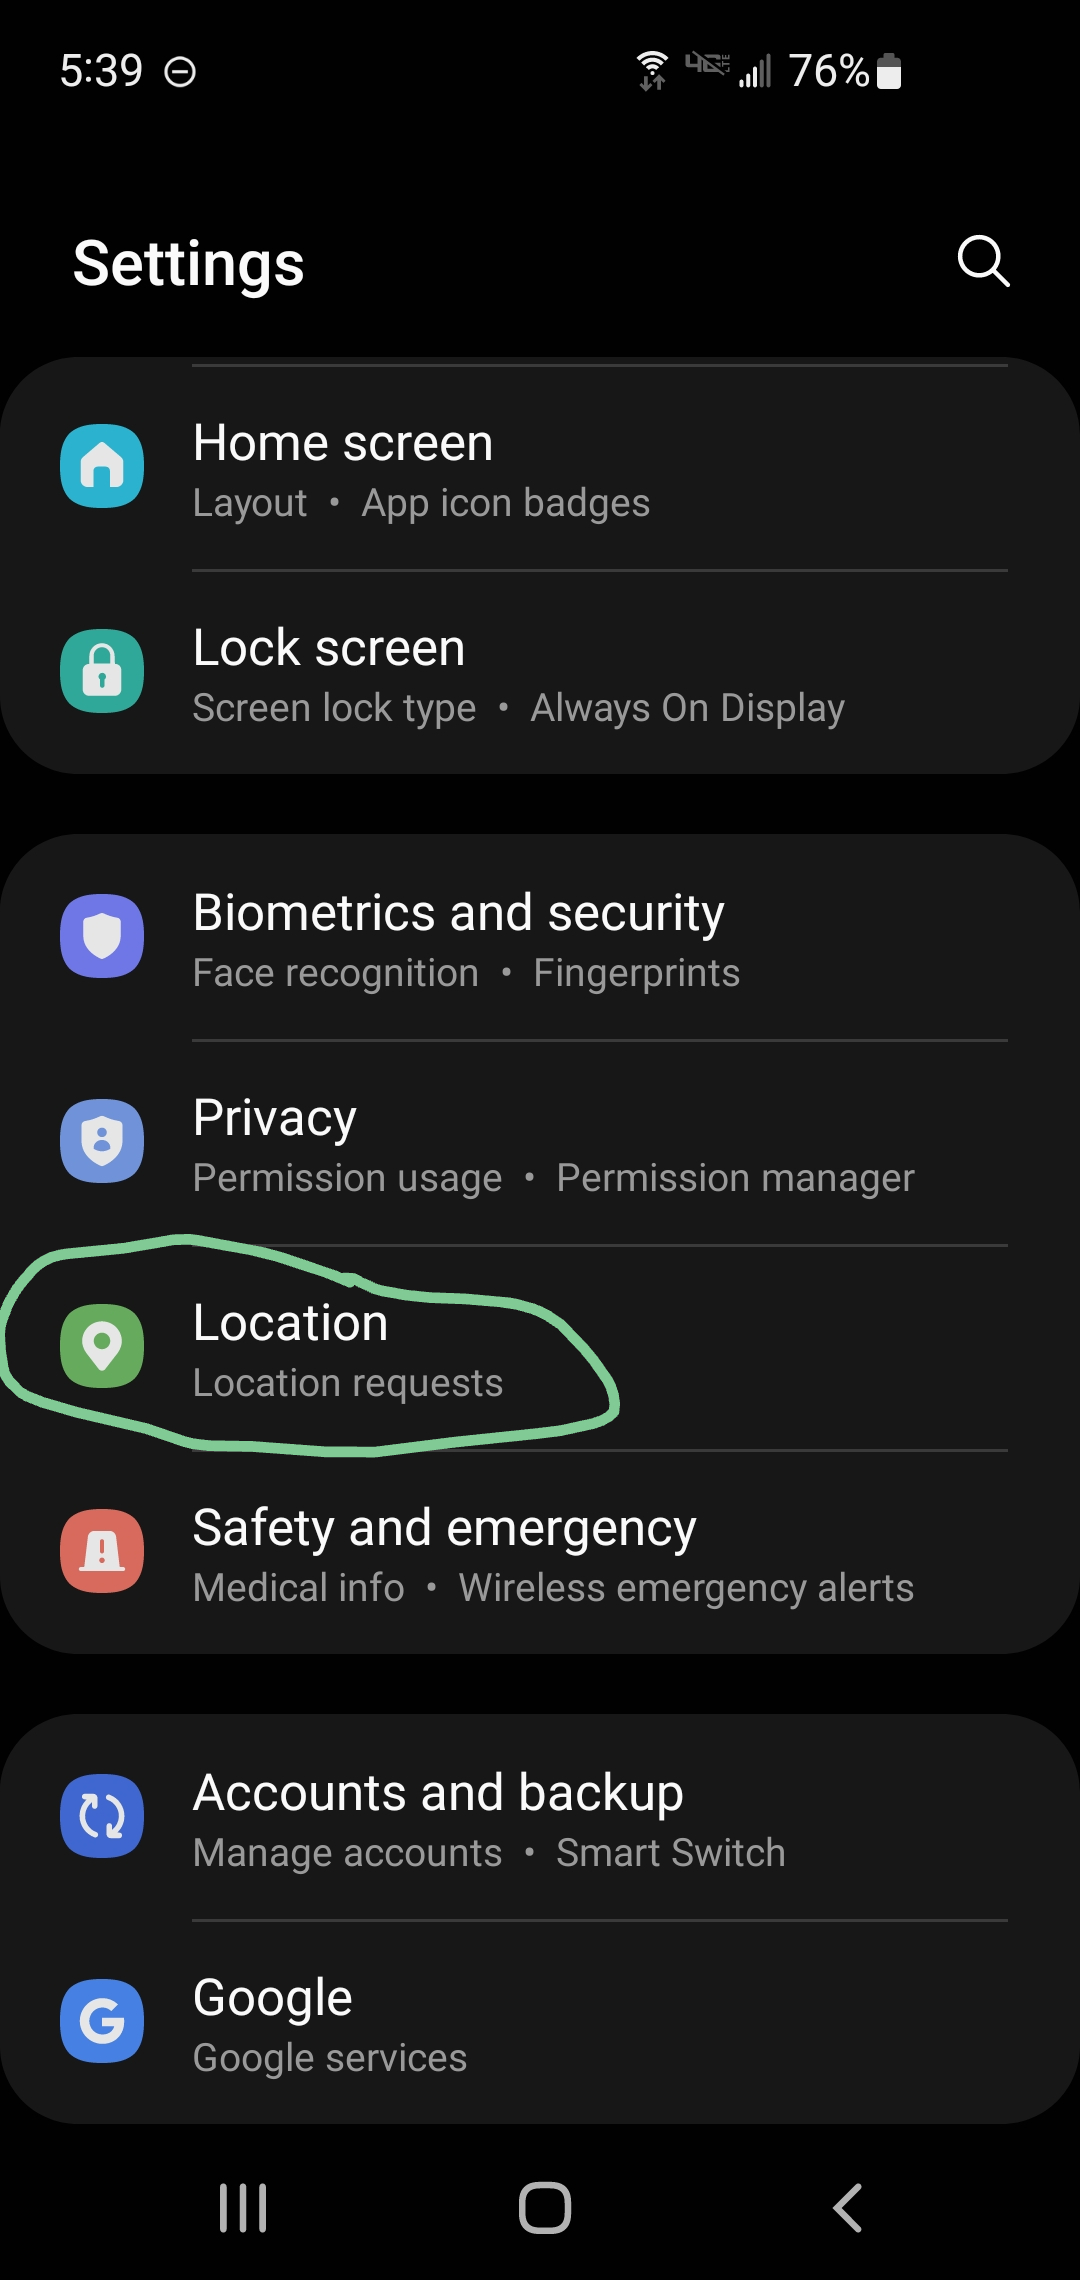 5:39 76%
Settings
Home screen
Layout • App icon badges
Lock screen
Screen lock type • Always On Display
Biometrics and security
Face recognition • Fingerprints
Privacy
Permission usage • Permission manager
Location
Location requests
Safety and emergency
Medical info • Wireless emergency alerts
Accounts and backup
Manage accounts • Smart Switch
Google
Google services